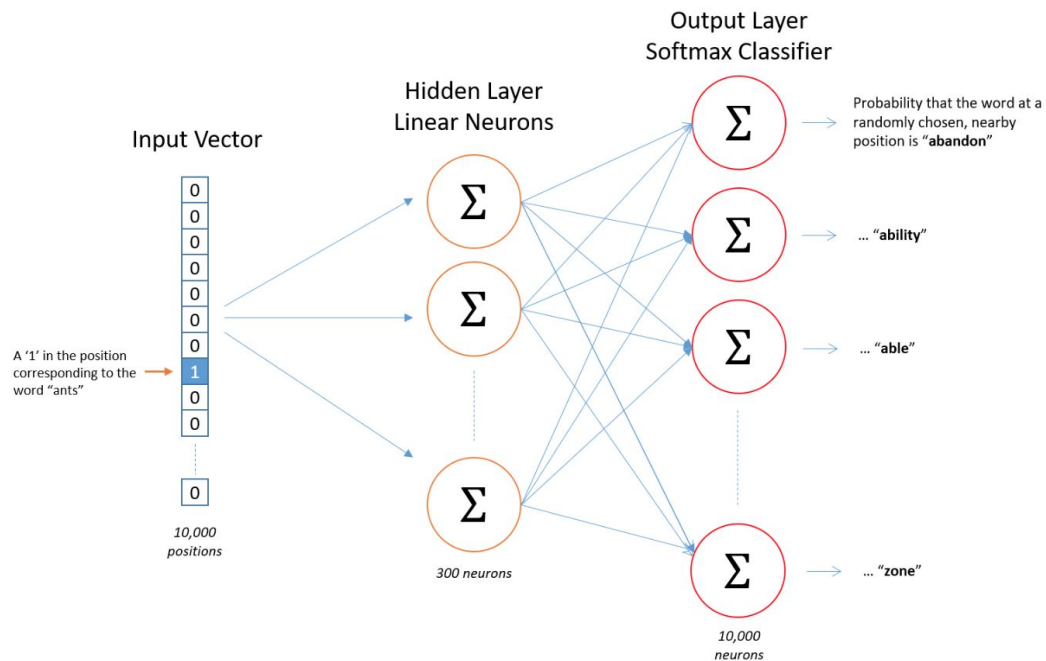 Output Layer
Softmax Classifier
Hidden Layer
Linear Neurons
Input Vector
0
0
0
0
0
0
0
1
0
0
0
A ‘1’ in the position
corresponding to the
word “ants”
10,000
positions
Σ
Σ
Σ
300 neurons
Σ
Σ
Σ
Σ
10,000
neurons
Probability that the word at a
randomly chosen, nearby
position is “abandon”
... “ability”
... “able”
... “zone”